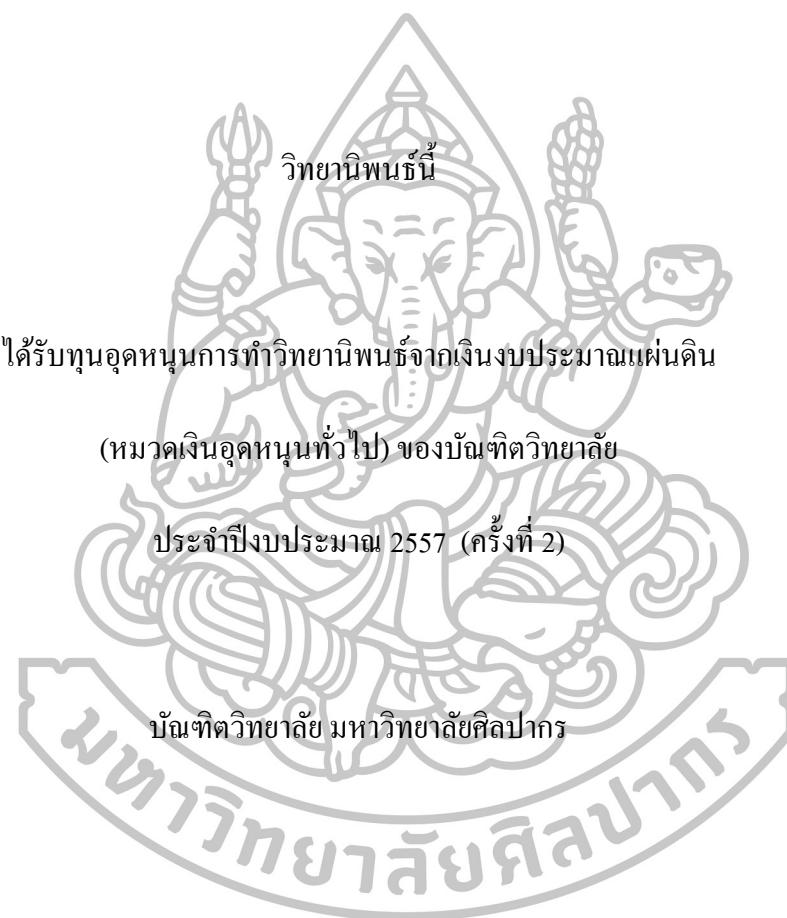 วิทยานิพนธ์นี้
ได้รับทุนอุดหนุนการทำวิทยานิพนธ์จากเงินงบประมาณแผ่นดิน
(หมวดเงินอุดหนุนทั่วไป) ของบัณฑิตวิทยาลัย
ประจำปีงบประมาณ 2557 (ครั้งที่ 2)
บัณฑิตวิทยาลัย มหาวิทยาลัยศิลปากร
มหาวิทยาลัยศิลปากร